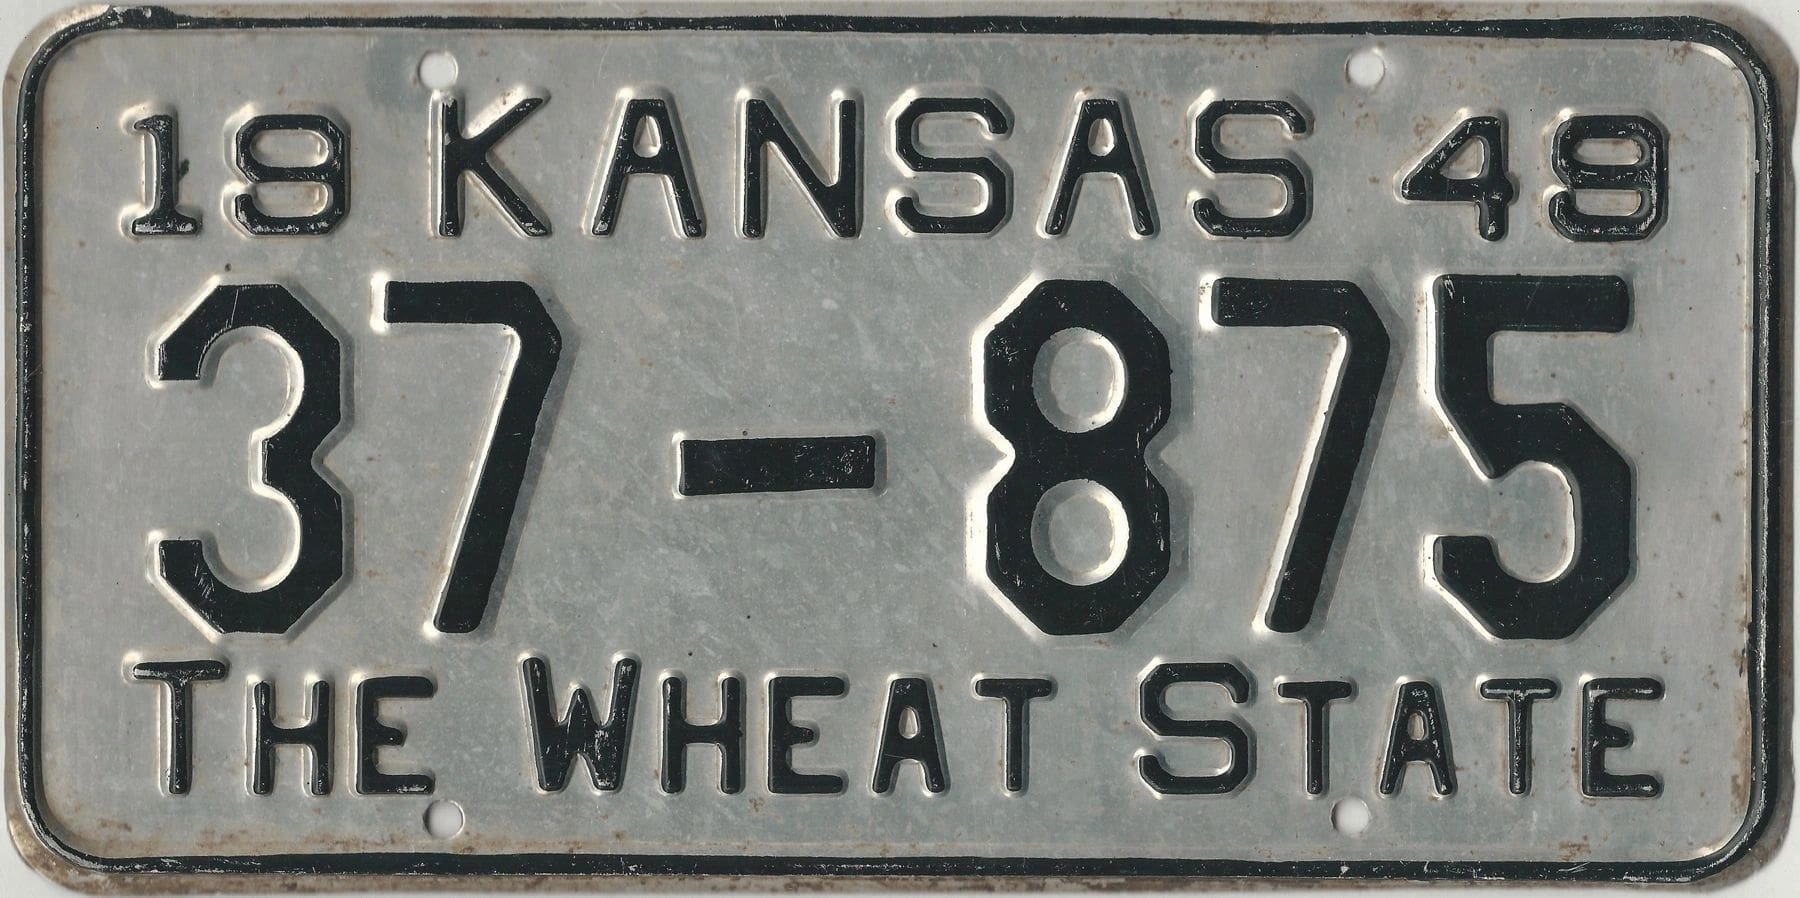 19 KANSAS 49
37-875
THE WHEAT STATE